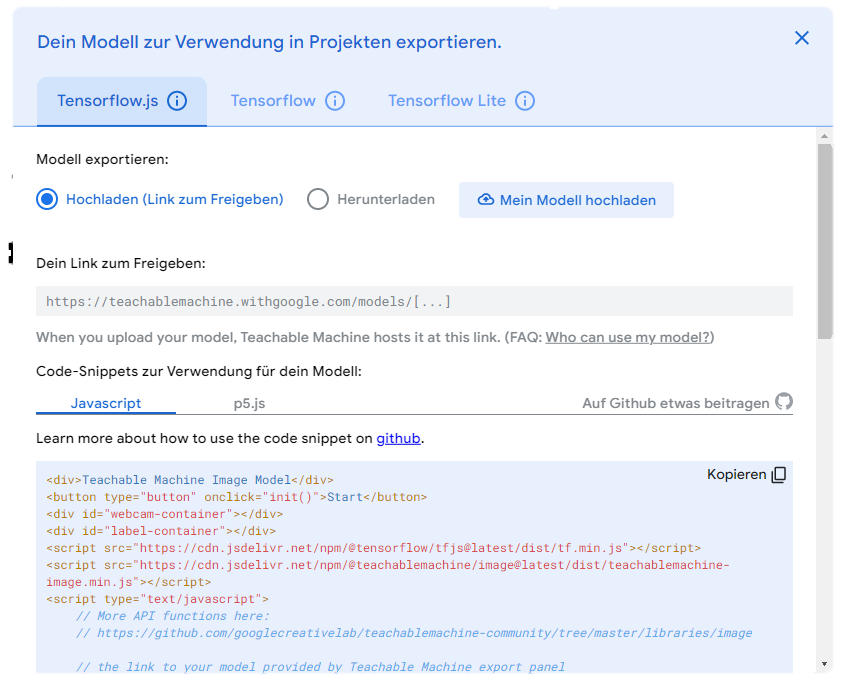 Dein Modell zur Verwendung in Projekten exportieren.
Tensorflow.js
Tensorflow
Tensorflow Lite
Modell exportieren:
Hochladen (Link zum Freigeben)
Herunterladen
Mein Modell hochladen
Dein Link zum Freigeben:
https://teachablemachine.withgoogle.com/models/[...]
When you upload your model, Teachable Machine hosts it at this link. (FAQ: Who can use my model?)
Code-Snippets zur Verwendung für dein Modell:
Javascript
p5.js
Auf Github etwas beitragen
Learn more about how to use the code snippet on github.
Kopieren
<div>Teachable Machine Image Model</div>
<button type="button" onclick="init()">Start</button>
<div id="webcam-container"></div>
<div id="label-container"></div>
<script src="https://cdn.jsdelivr.net/npm/@tensorflow/tfjs@latest/dist/tf.min.js"></script>
<script src="https://cdn.jsdelivr.net/npm/@teachablemachine/image@latest/dist/teachablemachine-
image.min.js"></script>
<script type="text/javascript">
// More API functions here:
// https://github.com/googlecreativelab/teachablemachine-community/tree/master/libraries/image
// the link to your model provided by Teachable Machine export panel